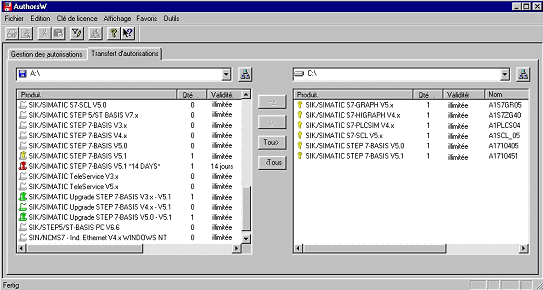 AuthorsW
Fichier Edition Clé de licence Affichage Favoris Outils
Gestion des autorisations Transfert d'autorisations
A:\ C:\
Produit. Qté ... Validité. Produit. Qté ... Validité. Nom
SIK/SIMATIC S7-SCL V5.0 0 illimitée
SIK/SIMATIC STEP 5/ST BASIS V7.x 0 illimitée
SIK/SIMATIC STEP 7-BASIS V3.x 0 illimitée
SIK/SIMATIC STEP 7-BASIS V4.x 0 illimitée
SIK/SIMATIC STEP 7-BASIS V5.0 0 illimitée
SIK/SIMATIC STEP 7-BASIS V5.1 1 illimitée
SIK/SIMATIC STEP 7-BASIS V5.1 *14 DAYS* 1 14 jours
SIK/SIMATIC TeleService V3.x 0 illimitée
SIK/SIMATIC TeleService V5.x 0 illimitée
SIK/SIMATIC Upgrade STEP 7-BASIS V3.x - V5.1 1 illimitée
SIK/SIMATIC Upgrade STEP 7-BASIS V4.x - V5.1 0 illimitée
SIK/SIMATIC Upgrade STEP 7-BASIS V5.0 - V5.1 1 illimitée
SIK/STEP5/ST-BASIS PC V6.6 0 illimitée
SIN/NCMS7 - Ind. Ethernet V4.x WINDOWS NT 0 illimitée
Tous>
<Tous
SIK/SIMATIC S7-GRAPH V5.x 1 illimitée A1S7GR05
SIK/SIMATIC S7-HIGRAPH V4.x 1 illimitée A1S7ZG40
SIK/SIMATIC S7-PLCSIM V4.x 1 illimitée A1PLCS04
SIK/SIMATIC S7-SCL V5.x 1 illimitée A1SCL_05
SIK/SIMATIC STEP 7-BASIS V5.0 1 illimitée A1710405
SIK/SIMATIC STEP 7-BASIS V5.1 1 illimitée A1710451
Fertig